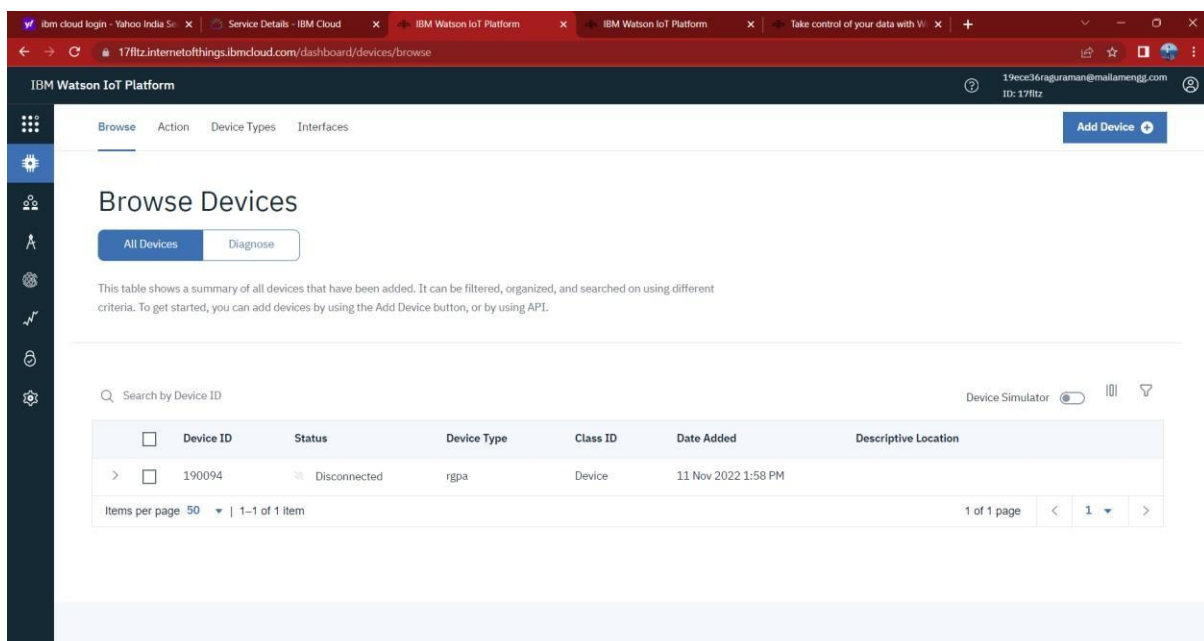 ibm cloud login - Yahoo India Se
Service Details - IBM Cloud
IBM Watson IoT Platform
IBM Watson IoT Platform
Take control of your data with W
17fltz.internetofthings.ibmcloud.com/dashboard/devices/browse
IBM Watson IoT Platform
19ece36raguraman@mailamengg.com
ID: 17fltz
Browse Action Device Types Interfaces
Add Device
Browse Devices
All Devices Diagnose
This table shows a summary of all devices that have been added. It can be filtered, organized, and searched on using different
criteria. To get started, you can add devices by using the Add Device button, or by using API.
Search by Device ID
Device Simulator
Device ID Status Device Type Class ID Date Added Descriptive Location
190094 Disconnected rgpa Device 11 Nov 2022 1:58 PM
Items per page 50 | 1–1 of 1 item
1 of 1 page < 1 >